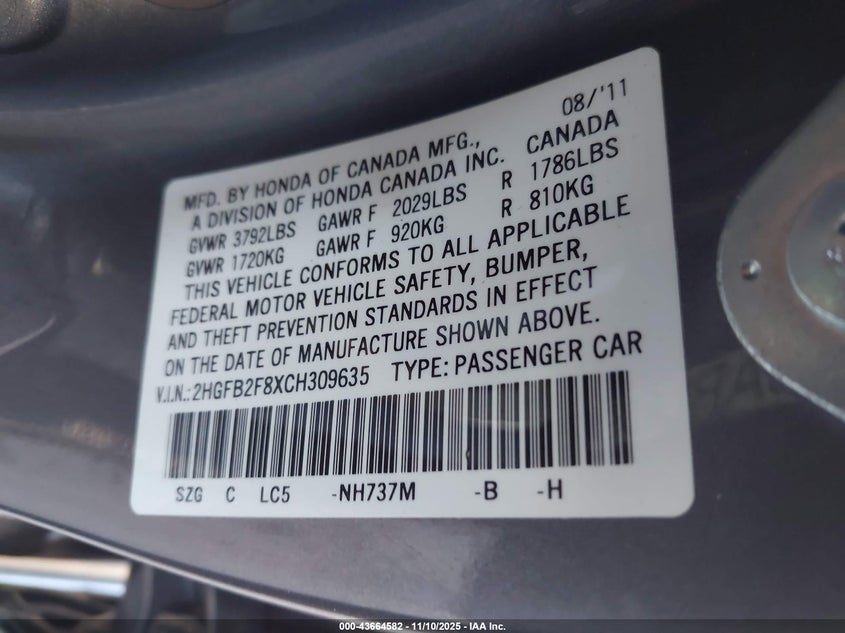 08/'11
MFD. BY HONDA OF CANADA MFG.,
A DIVISION OF HONDA CANADA INC. CANADA
GVWR 3792LBS GAWR F 2029LBS R 1786LBS
GVWR 1720KG GAWR F 920KG R 810KG
THIS VEHICLE CONFORMS TO ALL APPLICABLE
FEDERAL MOTOR VEHICLE SAFETY, BUMPER,
AND THEFT PREVENTION STANDARDS IN EFFECT
ON THE DATE OF MANUFACTURE SHOWN ABOVE.
V.I.N.:2HGFB2F8XCH309635 TYPE: PASSENGER CAR
SZG C LC5 -NH737M -B -H
000-43664582 — 11/10/2025 — IAA Inc.